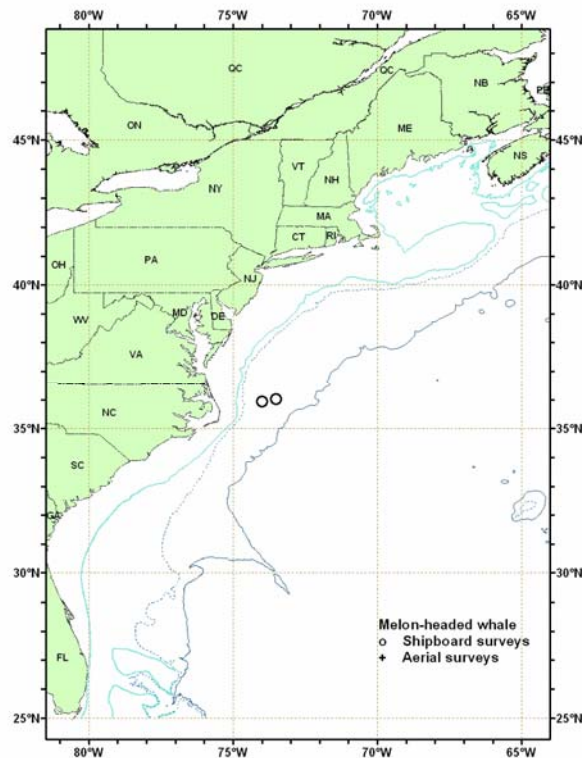 80°W 75°W 70°W 65°W
QC QC NB PE
ON
45°N ME 45°N
NS
VT NH
NY
MA
CT RI
40°N OH PA NJ 40°N
MD DE
WV
VA
NC
35°N 35°N
SC
GA
30°N 30°N
Melon-headed whale
Shipboard surveys
FL Aerial surveys
25°N 25°N
80°W 75°W 70°W 65°W